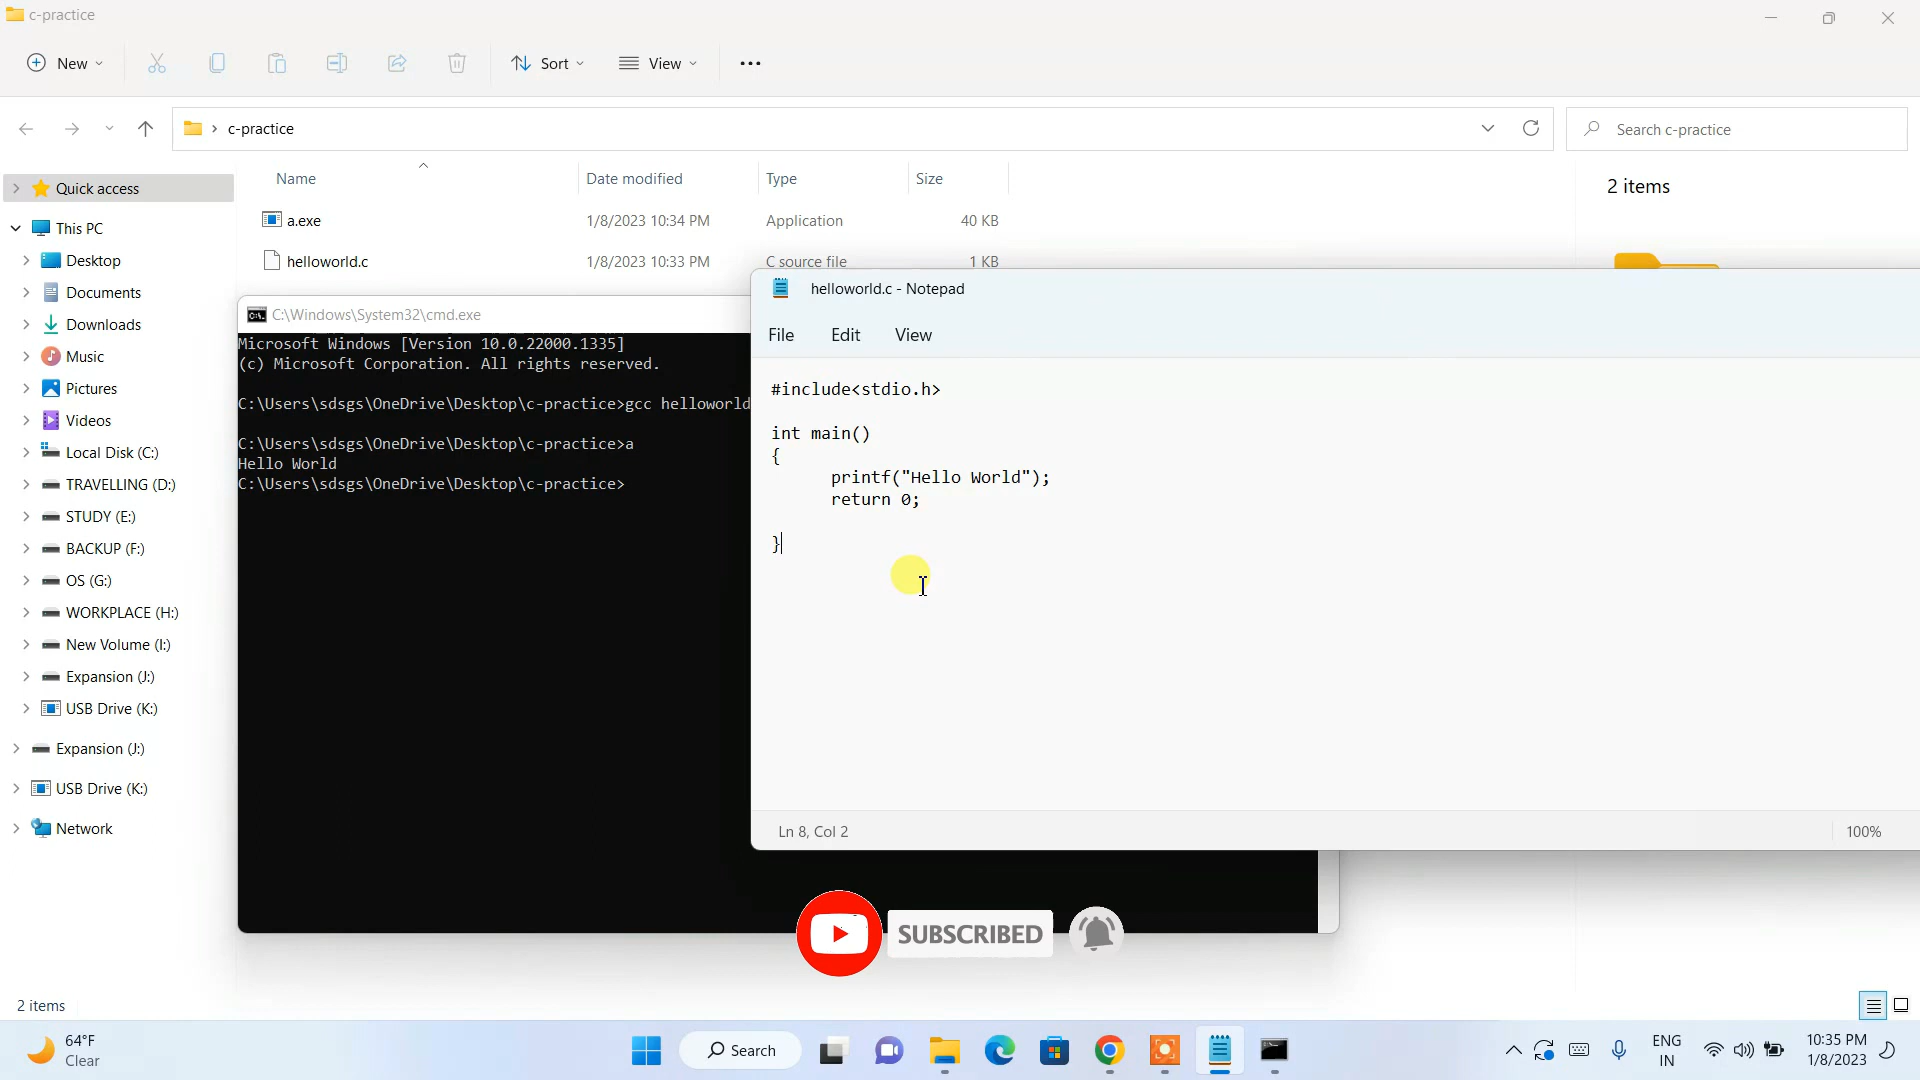 c-practice
New
Sort
View
c-practice
Search c-practice
Name
Date modified
Type
Size
2 items
a.exe
1/8/2023 10:34 PM
Application
40 KB
helloworld.c
1/8/2023 10:33 PM
C source file
1 KB
Quick access
This PC
Desktop
Documents
Downloads
Music
Pictures
Videos
Local Disk (C:)
TRAVELLING (D:)
STUDY (E:)
BACKUP (F:)
OS (G:)
WORKPLACE (H:)
New Volume (I:)
Expansion (J:)
USB Drive (K:)
Expansion (J:)
USB Drive (K:)
Network
C:\Windows\System32\cmd.exe
Microsoft Windows [Version 10.0.22000.1335]
(c) Microsoft Corporation. All rights reserved.
C:\Users\sdsgs\OneDrive\Desktop\c-practice>gcc helloworld
C:\Users\sdsgs\OneDrive\Desktop\c-practice>a
Hello World
C:\Users\sdsgs\OneDrive\Desktop\c-practice>
helloworld.c - Notepad
File
Edit
View
#include<stdio.h>
int main()
{
printf("Hello World");
return 0;
}
Ln 8, Col 2
100%
SUBSCRIBED
2 items
64°F
Clear
Search
ENG
IN
10:35 PM
1/8/2023